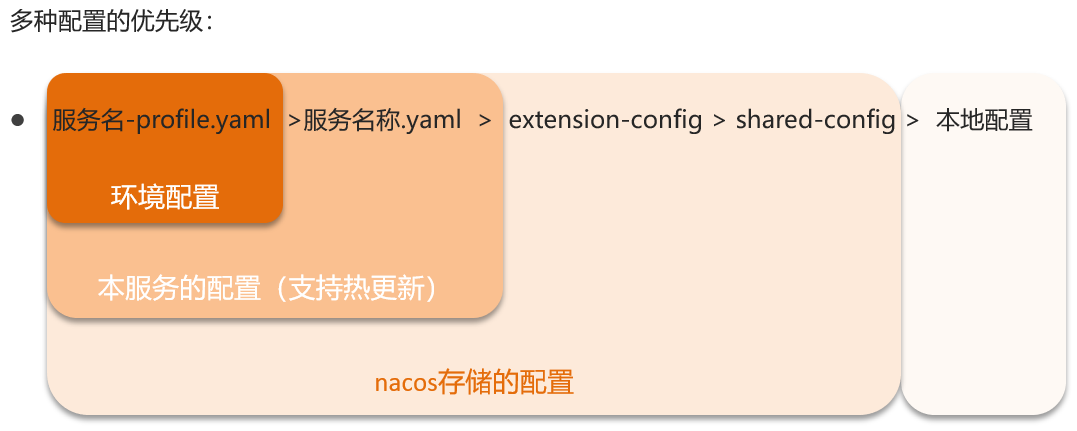 多种配置的优先级：
服务名-profile.yaml >服务名称.yaml > extension-config > shared-config > 本地配置
环境配置
本服务的配置（支持热更新）
nacos存储的配置